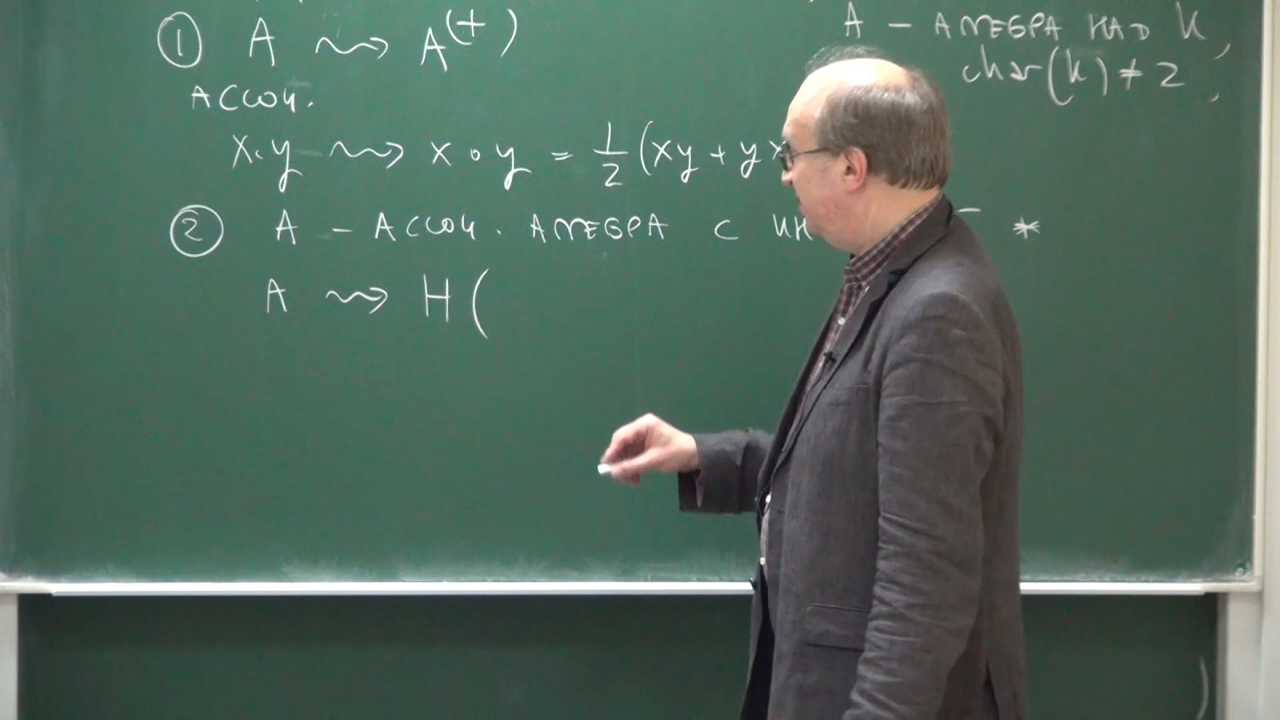 ① A ⇝ A⁽⁺⁾
АССОЦ.
x·y ⇝ x ∘ y = 1/2 (xy + yx
② A – АССОЦ. АЛГЕБРА С ИН *
A ⇝ H (
A – АЛГЕБРА НАД k,
char(k) ≠ 2,